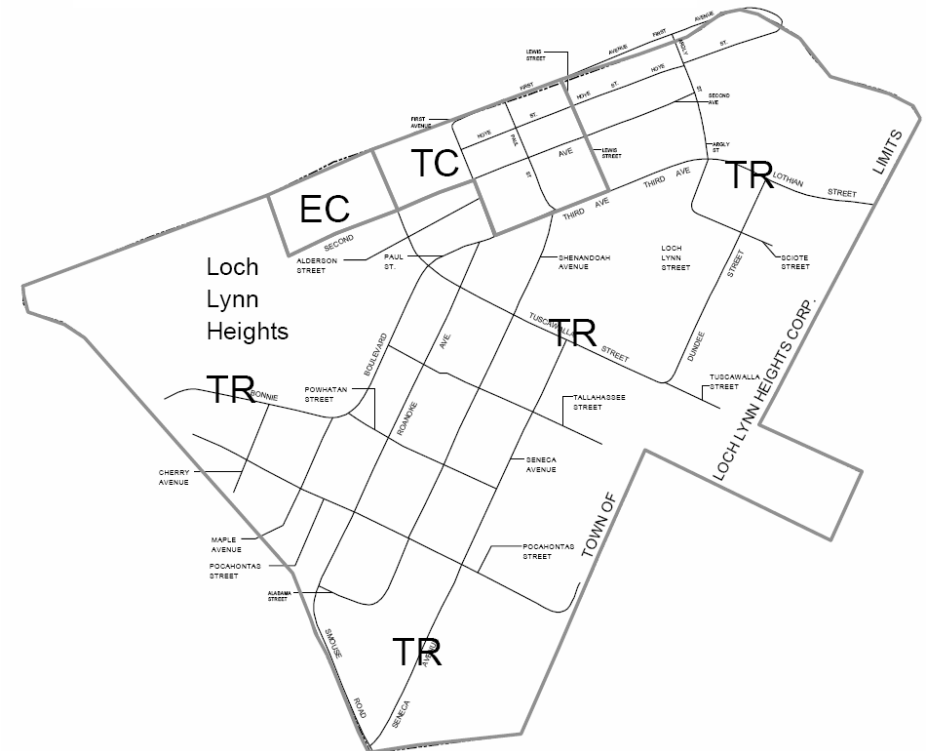 AVENUE
FIRST
AVENUE
ARGLY
ST.
HOYE
LEWIS
STREET
FIRST
ST.
HOYE
SECOND
AVE
FIRST
AVENUE
ST.
HOYE
PAUL
ST
AVE
LEWIS
STREET
ARGLY
ST
ST
TC
EC
TR
LOTHIAN
STREET
LIMITS
THIRD AVE
THIRD AVE
SECOND
ALDERSON
STREET
PAUL
ST.
SHENANDOAH
AVENUE
LOCH
LYNN
STREET
STREET
SCIOTE
STREET
Loch
Lynn
Heights
TUSCAWALLA
TR
STREET
DUNDEE
TUSCAWALLA
STREET
BOULEVARD
AVE.
ROANOKE
TR
BONNIE
POWHATAN
STREET
TALLAHASSEE
STREET
LOCH LYNN HEIGHTS CORP.
CHERRY
AVENUE
SENECA
AVENUE
TOWN OF
MAPLE
AVENUE
POCAHONTAS
STREET
POCAHONTAS
STREET
ALABAMA
STREET
SMOUSE
ROAD
TR
AVENUE
SENECA